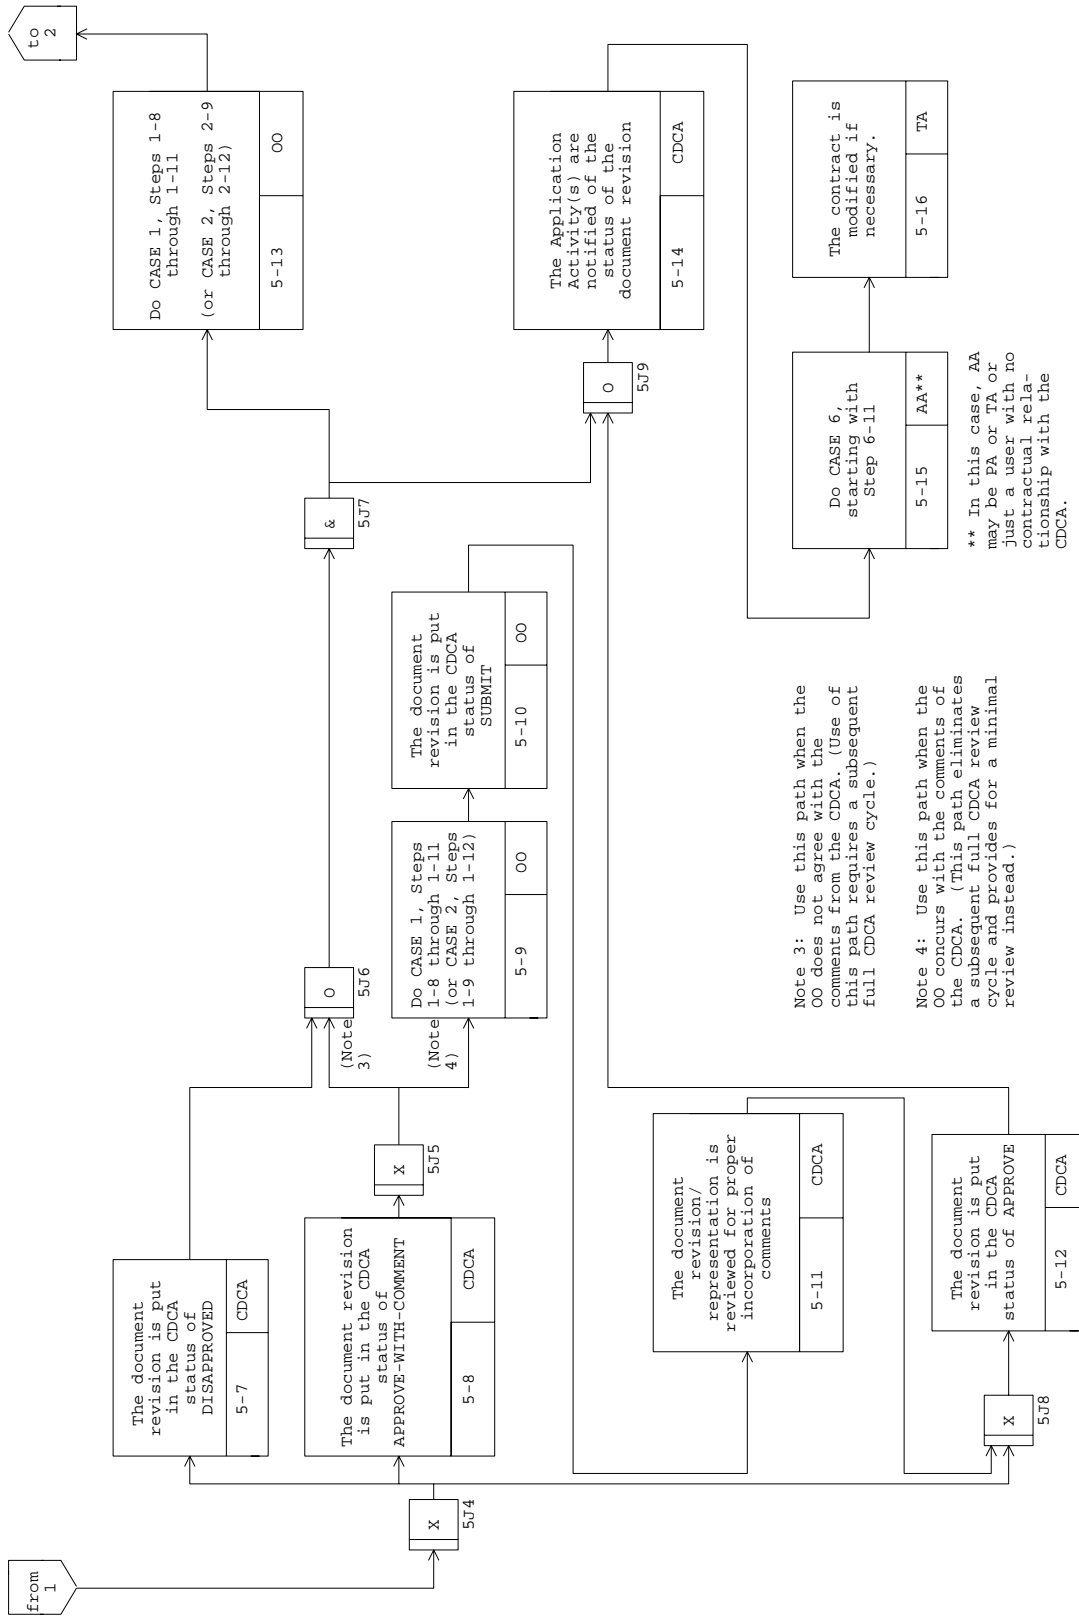 from
1
X
5J4
The document
revision is put
in the CDCA
status of
DISAPPROVED
5-7
CDCA
The document revision
is put in the CDCA
status of
APPROVE-WITH-COMMENT
5-8
CDCA
X
5J5
(Note
3)
O
5J6
(Note
4)
Do CASE 1, Steps
1-8 through 1-11
(or CASE 2, Steps
1-9 through 1-12)
5-9
OO
The document
revision is put
in the CDCA
status of
SUBMIT
5-10
OO
&
5J7
Do CASE 1, Steps 1-8
through 1-11
(or CASE 2, Steps 2-9
through 2-12)
5-13
OO
to
2
The document
revision/
representation is
reviewed for proper
incorporation of
comments
5-11
CDCA
X
5J8
The document
revision is put
in the CDCA
status of APPROVE
5-12
CDCA
O
5J9
The Application
Activity(s) are
notified of the
status of the
document revision
5-14
CDCA
Do CASE 6,
starting with
Step 6-11
5-15
AA**
The contract is
modified if
necessary.
5-16
TA
Note 3:  Use this path when the
OO does not agree with the
comments from the CDCA. (Use of
this path requires a subsequent
full CDCA review cycle.)
Note 4:  Use this path when the
OO concurs with the comments of
the CDCA.  (This path eliminates
a subsequent full CDCA review
cycle and provides for a minimal
review instead.)
** In this case, AA
may be PA or TA or
just a user with no
contractual rela-
tionship with the
CDCA.